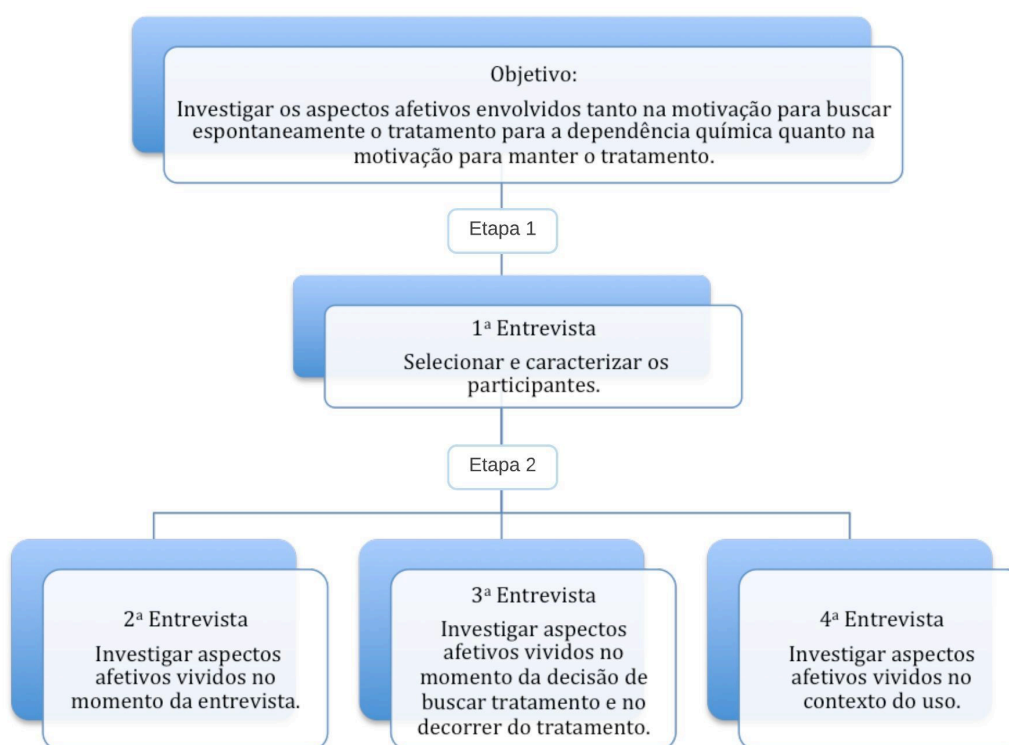 Objetivo:
Investigar os aspectos afetivos envolvidos tanto na motivação para buscar
espontaneamente o tratamento para a dependência química quanto na
motivação para manter o tratamento.
Etapa 1
1ª Entrevista
Selecionar e caracterizar os
participantes.
Etapa 2
2ª Entrevista
Investigar aspectos
afetivos vividos no
momento da entrevista.
3ª Entrevista
Investigar aspectos
afetivos vividos no
momento da decisão de
buscar tratamento e no
decorrer do tratamento.
4ª Entrevista
Investigar aspectos
afetivos vividos no
contexto do uso.